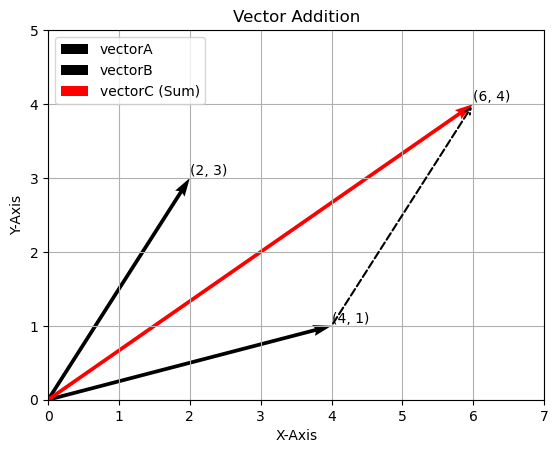 Vector Addition
vectorA
vectorB
vectorC (Sum)
(6, 4)
(2, 3)
(4, 1)
5
4
3
2
1
0
Y-Axis
0 1 2 3 4 5 6 7
X-Axis